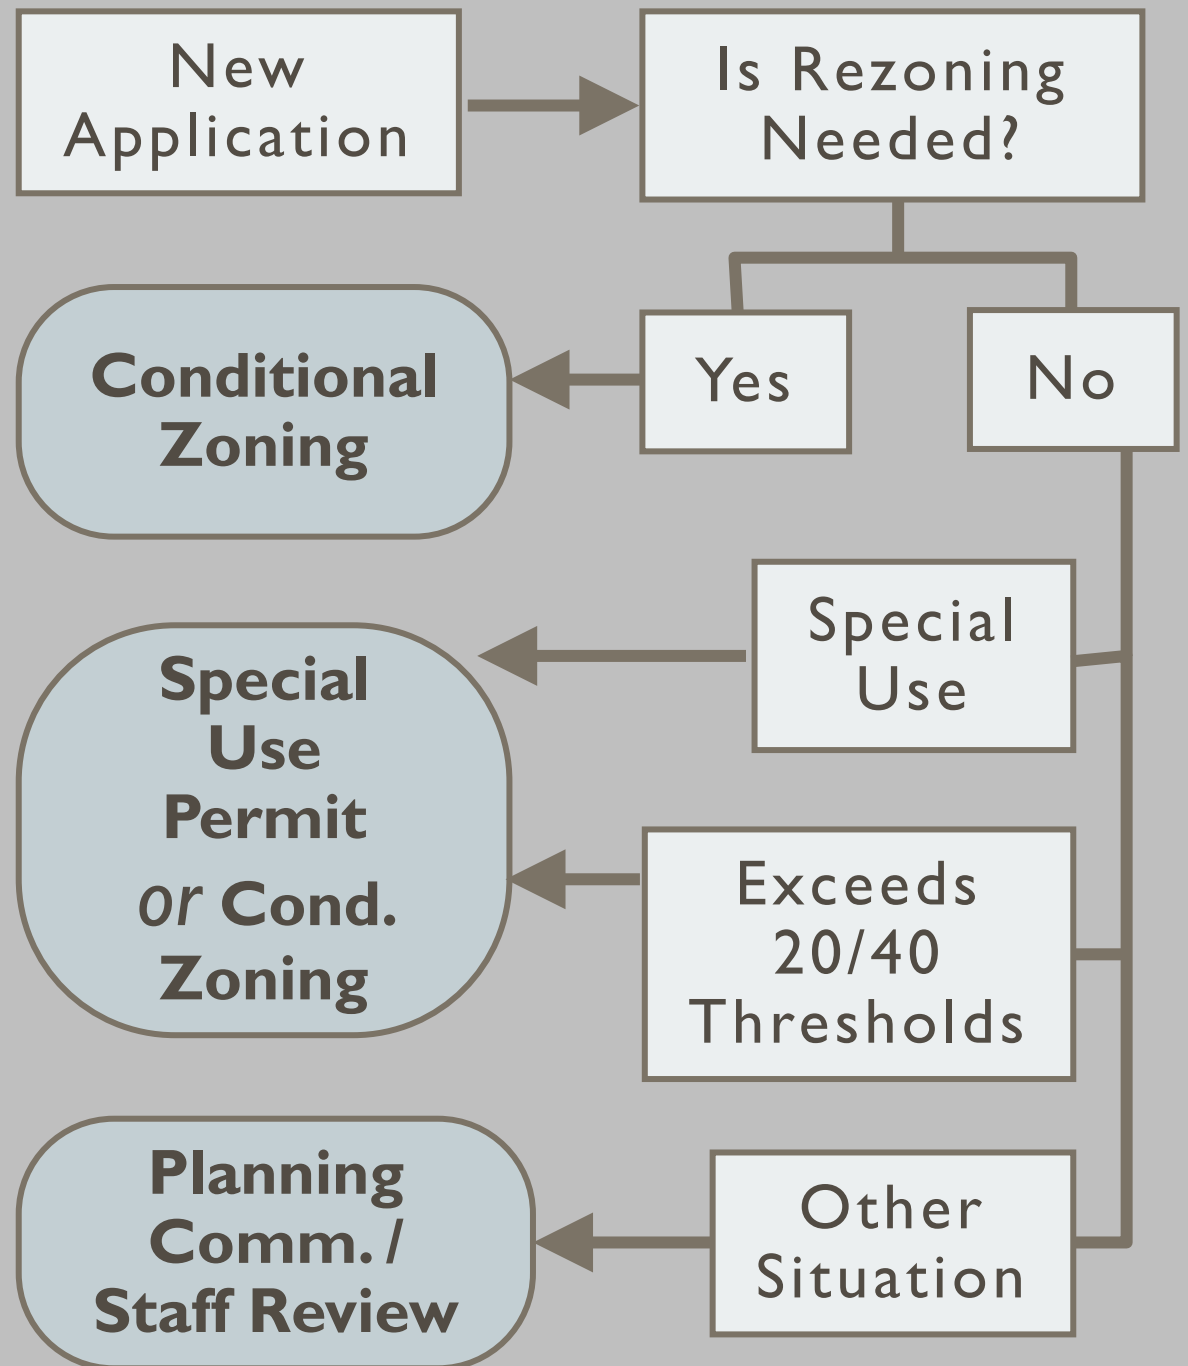 New
Application
Is Rezoning
Needed?
Yes
No
Conditional
Zoning
Special
Use
Special
Use
Permit
or Cond.
Zoning
Exceeds
20/40
Thresholds
Other
Situation
Planning
Comm. /
Staff Review